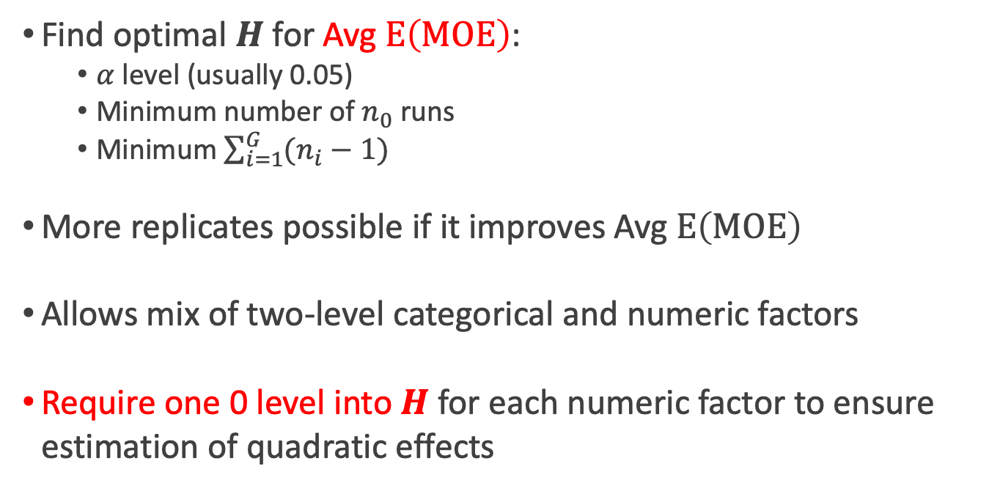 • Find optimal 𝑯 for Avg E(MOE):
• α level (usually 0.05)
• Minimum number of n₀ runs
• Minimum ∑ᴳᵢ₌₁(nᵢ − 1)
• More replicates possible if it improves Avg E(MOE)
• Allows mix of two-level categorical and numeric factors
• Require one 0 level into 𝑯 for each numeric factor to ensure
estimation of quadratic effects